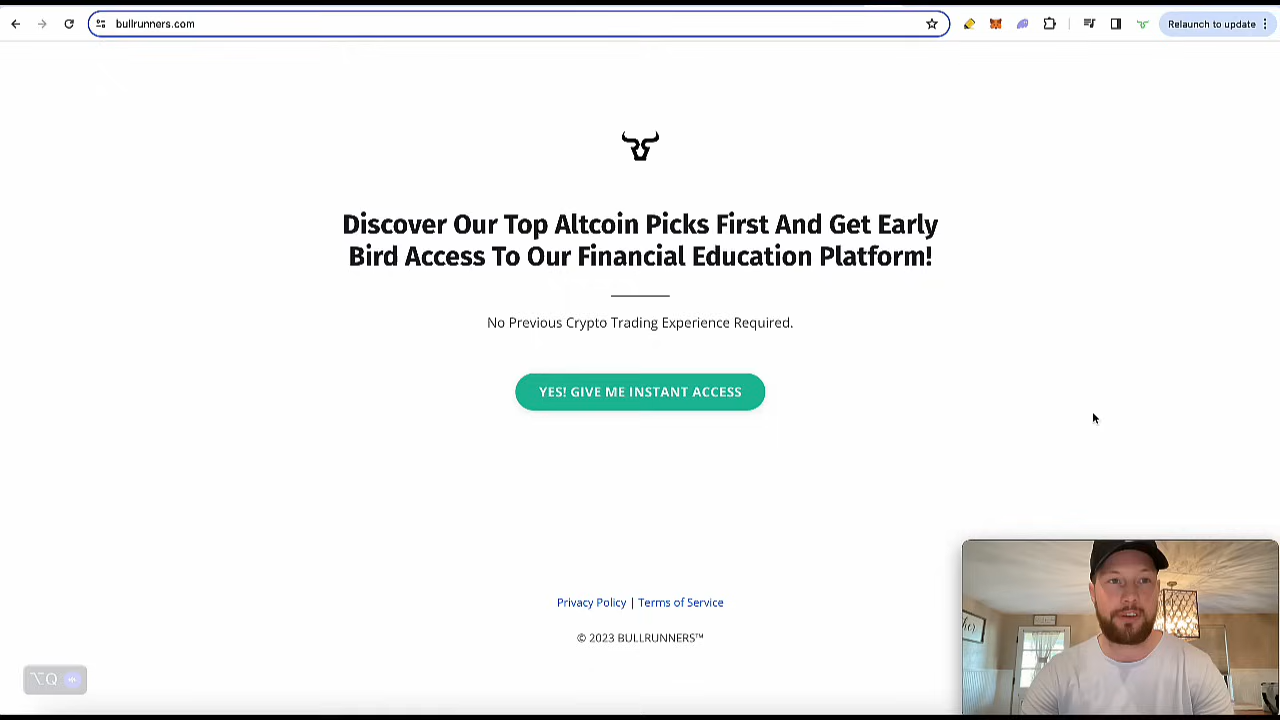 bullrunners.com
Relaunch to update
Discover Our Top Altcoin Picks First And Get Early
Bird Access To Our Financial Education Platform!
No Previous Crypto Trading Experience Required.
YES! GIVE ME INSTANT ACCESS
Privacy Policy | Terms of Service
© 2023 BULLRUNNERS™
⌥Q